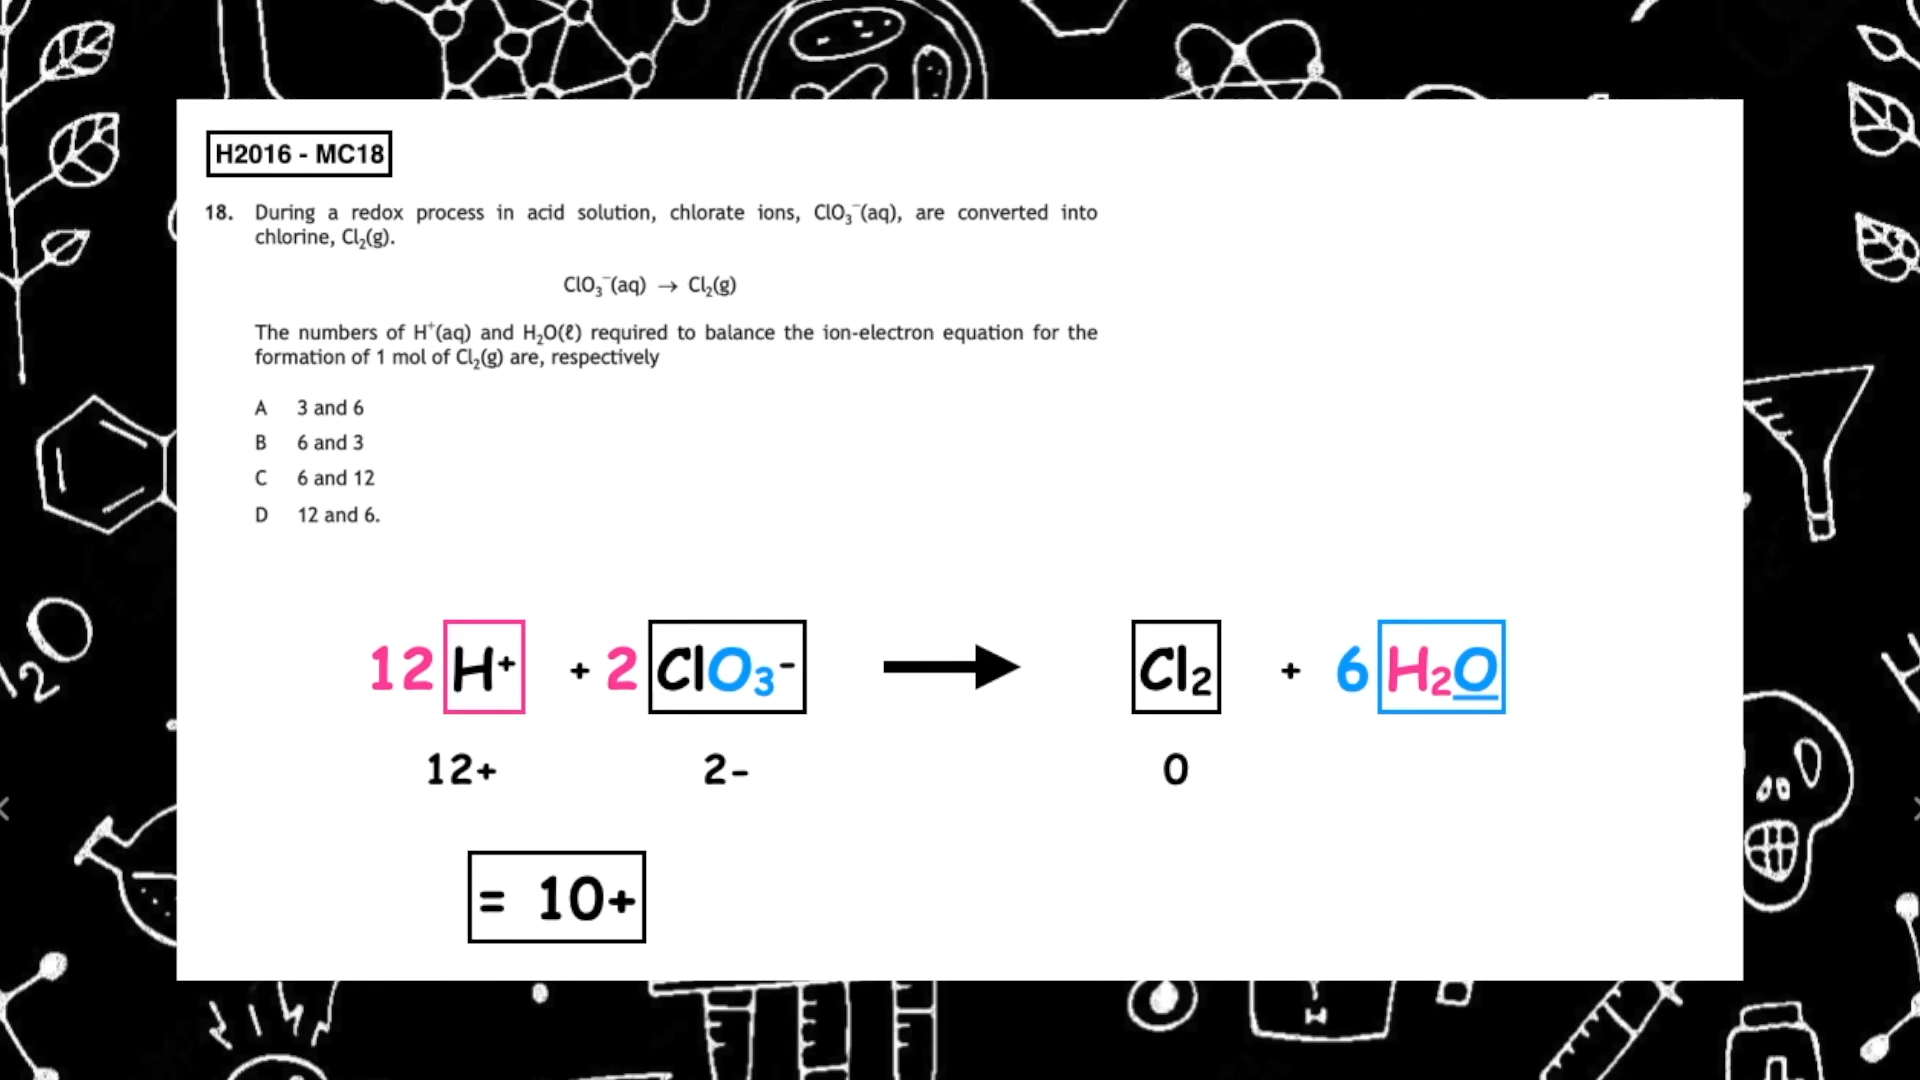 H2016 - MC18
18. During a redox process in acid solution, chlorate ions, ClO₃⁻(aq), are converted into
chlorine, Cl₂(g).
ClO₃⁻(aq) → Cl₂(g)
The numbers of H⁺(aq) and H₂O(ℓ) required to balance the ion-electron equation for the
formation of 1 mol of Cl₂(g) are, respectively
A 3 and 6
B 6 and 3
C 6 and 12
D 12 and 6.
12 H⁺ + 2 ClO₃⁻ → Cl₂ + 6 H₂O
12+ 2- 0
= 10+
H₂O